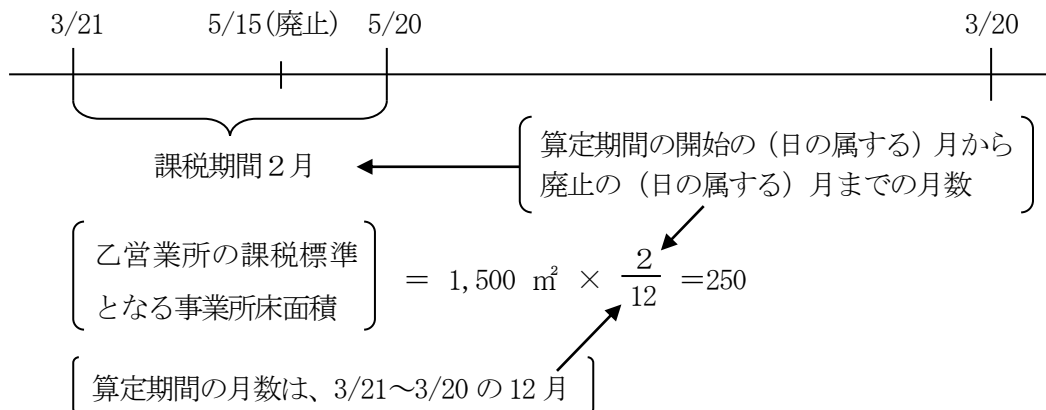 3/21 5/15(廃止) 5/20 3/20
課税期間２月
算定期間の開始の（日の属する）月から
廃止の（日の属する）月までの月数
乙営業所の課税標準
となる事業所床面積
= 1,500 ㎡ × 2/12 =250
算定期間の月数は、3/21～3/20 の 12 月